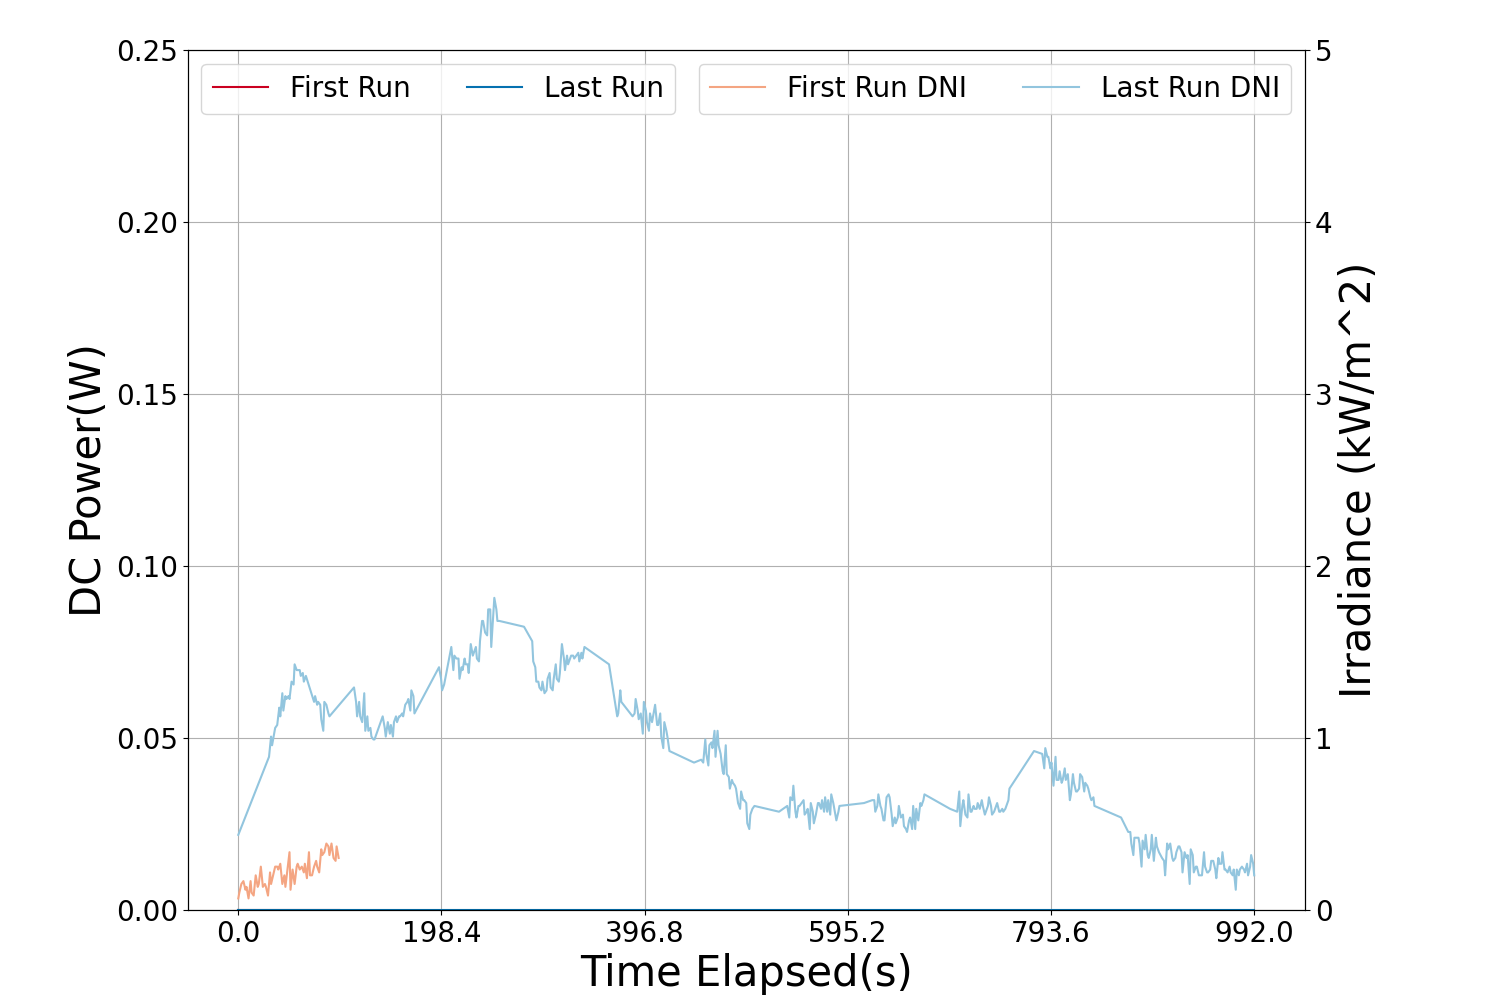 First Run
Last Run
First Run DNI
Last Run DNI
0.25
0.20
0.15
0.10
0.05
0.00
DC Power(W)
5
4
3
2
1
0
Irradiance (kW/m^2)
0.0 198.4 396.8 595.2 793.6 992.0
Time Elapsed(s)